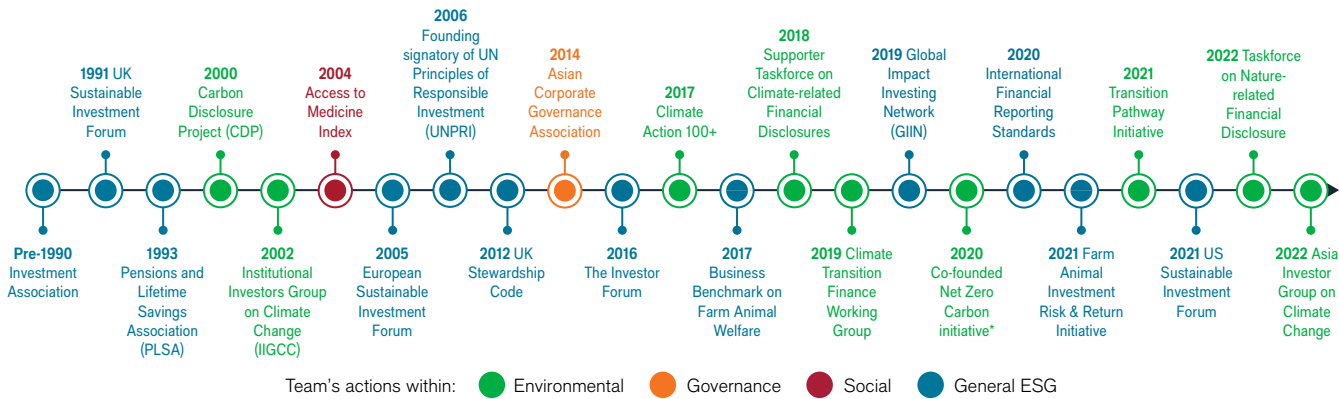 1991 UK
Sustainable
Investment
Forum
2000
Carbon
Disclosure
Project (CDP)
2004
Access to
Medicine
Index
2006
Founding
signatory of UN
Principles of
Responsible
Investment
(UNPRI)
2014
Asian
Corporate
Governance
Association
2017
Climate
Action 100+
2018
Supporter
Taskforce on
Climate-related
Financial
Disclosures
2019 Global
Impact
Investing
Network
(GIIN)
2020
International
Financial
Reporting
Standards
2021
Transition
Pathway
Initiative
2022 Taskforce
on Nature-
related
Financial
Disclosure
Pre-1990
Investment
Association
1993
Pensions and
Lifetime
Savings
Association
(PLSA)
2002
Institutional
Investors Group
on Climate
Change
(IIGCC)
2005
European
Sustainable
Investment
Forum
2012 UK
Stewardship
Code
2016
The Investor
Forum
2017
Business
Benchmark on
Farm Animal
Welfare
2019 Climate
Transition
Finance
Working
Group
2020
Co-founded
Net Zero
Carbon
initiative*
2021 Farm
Animal
Investment
Risk & Return
Initiative
2021 US
Sustainable
Investment
Forum
2022 Asia
Investor
Group on
Climate
Change
Team's actions within: Environmental Governance Social General ESG